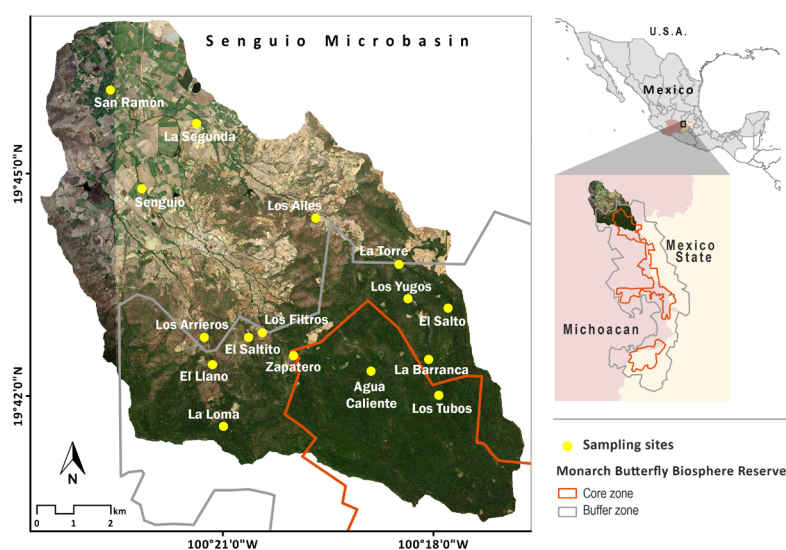 Senguio Microbasin
San Ramón
La Segunda
Senguio
Los Ailes
La Torre
Los Yugos
El Salto
Los Arrieros
Los Filtros
El Saltito
Zapatero
El Llano
La Barranca
Agua
Caliente
Los Tubos
La Loma
N
0 1 2 km
19°45'0"N
19°42'0"N
100°21'0"W
100°18'0"W
U.S.A.
Mexico
Mexico
State
Michoacan
Sampling sites
Monarch Butterfly Biosphere Reserve
Core zone
Buffer zone